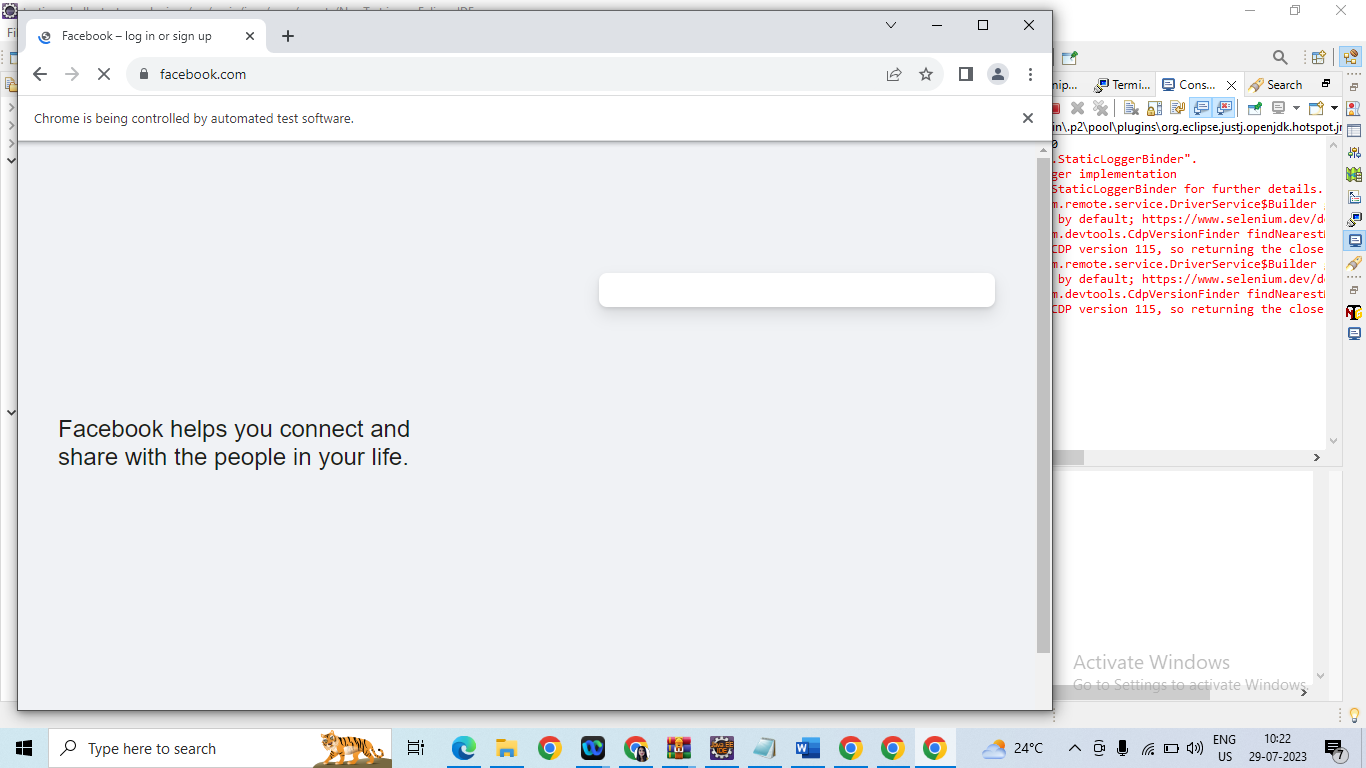 Facebook – log in or sign up
facebook.com
Chrome is being controlled by automated test software.
Facebook helps you connect and
share with the people in your life.
Fi
nip...
Termi...
Cons...
Search
in\.p2\pool\plugins\org.eclipse.justj.openjdk.hotspot.jr
.StaticLoggerBinder".
ger implementation
StaticLoggerBinder for further details.
m.remote.service.DriverService$Builder
by default; https://www.selenium.dev/d
m.devtools.CdpVersionFinder findNearest
CDP version 115, so returning the close
m.remote.service.DriverService$Builder
by default; https://www.selenium.dev/d
m.devtools.CdpVersionFinder findNearest
CDP version 115, so returning the close
Activate Windows
Go to Settings to activate Windows.
Type here to search
24°C
ENG
US
10:22
29-07-2023
7